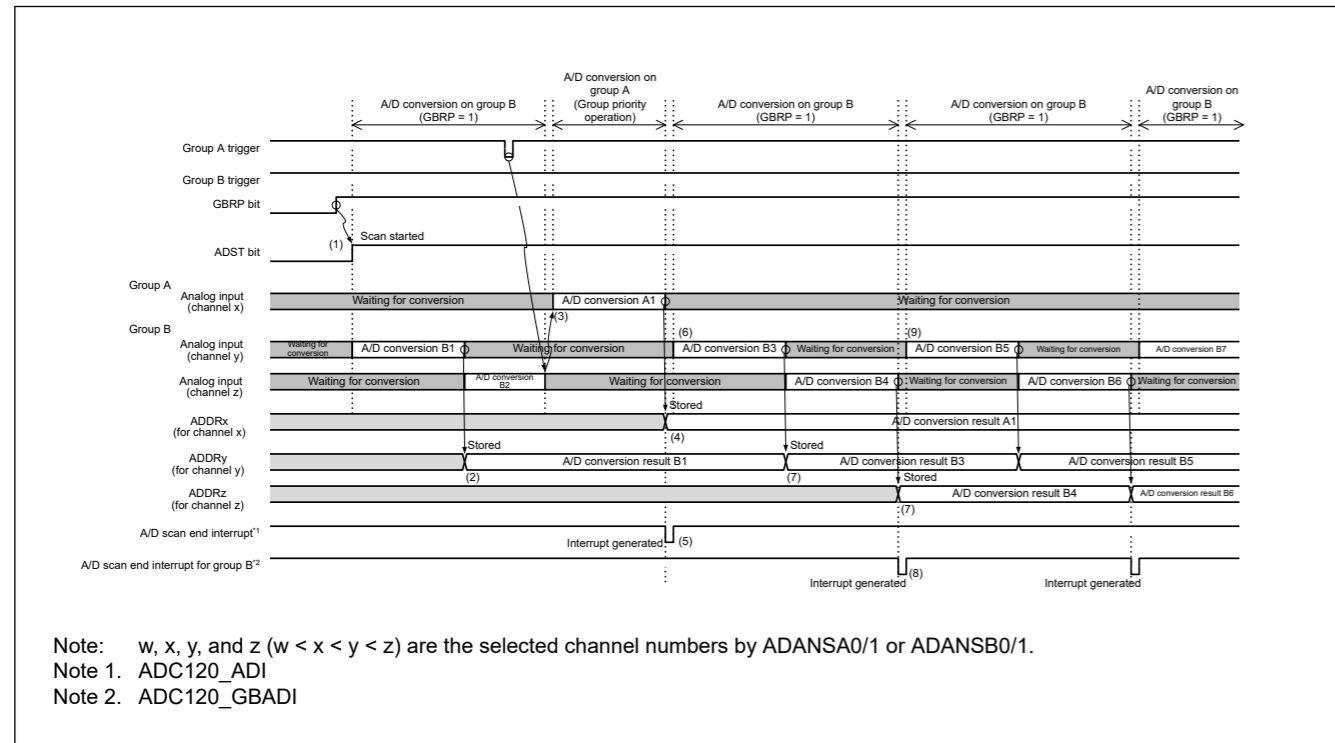 A/D conversion on
group A
(Group priority
operation)
A/D conversion on group B
(GBRP = 1)
A/D conversion on group B
(GBRP = 1)
A/D conversion on group B
(GBRP = 1)
A/D conversion on
group B
(GBRP = 1)
Group A trigger
Group B trigger
GBRP bit
ADST bit
(1)
Scan started
Group A
Analog input
(channel x)
Waiting for conversion
A/D conversion A1
Waiting for conversion
(3)
Group B
(6)
(9)
Analog input
(channel y)
Waiting for
conversion
A/D conversion B1
Waiting for conversion
A/D conversion B3
Waiting for conversion
A/D conversion B5
Waiting for conversion
A/D conversion B7
Analog input
(channel z)
Waiting for conversion
A/D conversion
B2
Waiting for conversion
A/D conversion B4
Waiting for conversion
A/D conversion B6
Waiting for conversion
Stored
ADDRx
(for channel x)
A/D conversion result A1
(4)
Stored
Stored
ADDRy
(for channel y)
A/D conversion result B1
A/D conversion result B3
A/D conversion result B5
(2)
(7)
Stored
ADDRz
(for channel z)
A/D conversion result B4
A/D conversion result B6
(7)
A/D scan end interrupt*1
Interrupt generated
(5)
A/D scan end interrupt for group B*2
Interrupt generated
(8)
Interrupt generated
Note: w, x, y, and z (w < x < y < z) are the selected channel numbers by ADANSA0/1 or ADANSB0/1.
Note 1. ADC120_ADI
Note 2. ADC120_GBADI